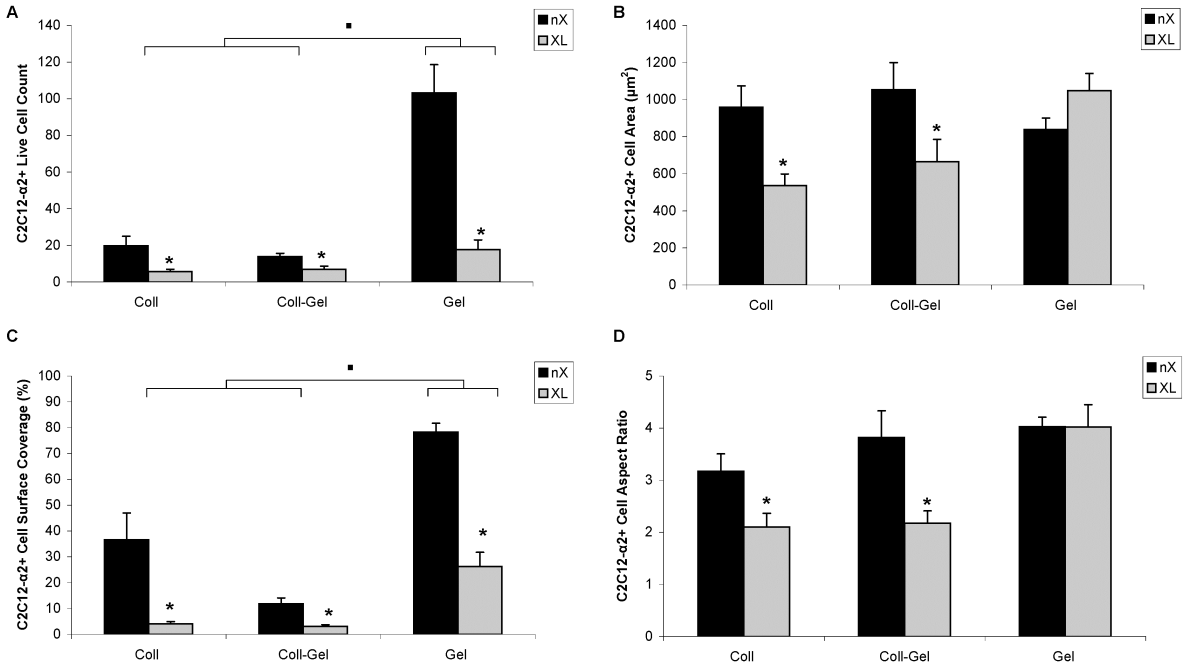 A
C2C12-α2+ Live Cell Count
140
120
100
80
60
40
20
0
nX
XL
*
*
*
Coll
Coll-Gel
Gel
B
C2C12-α2+ Cell Area (µm²)
1400
1200
1000
800
600
400
200
0
nX
XL
*
*
Coll
Coll-Gel
Gel
C
C2C12-α2+ Cell Surface Coverage (%)
100
90
80
70
60
50
40
30
20
10
0
nX
XL
*
*
*
Coll
Coll-Gel
Gel
D
C2C12-α2+ Cell Aspect Ratio
5
4
3
2
1
0
nX
XL
*
*
Coll
Coll-Gel
Gel